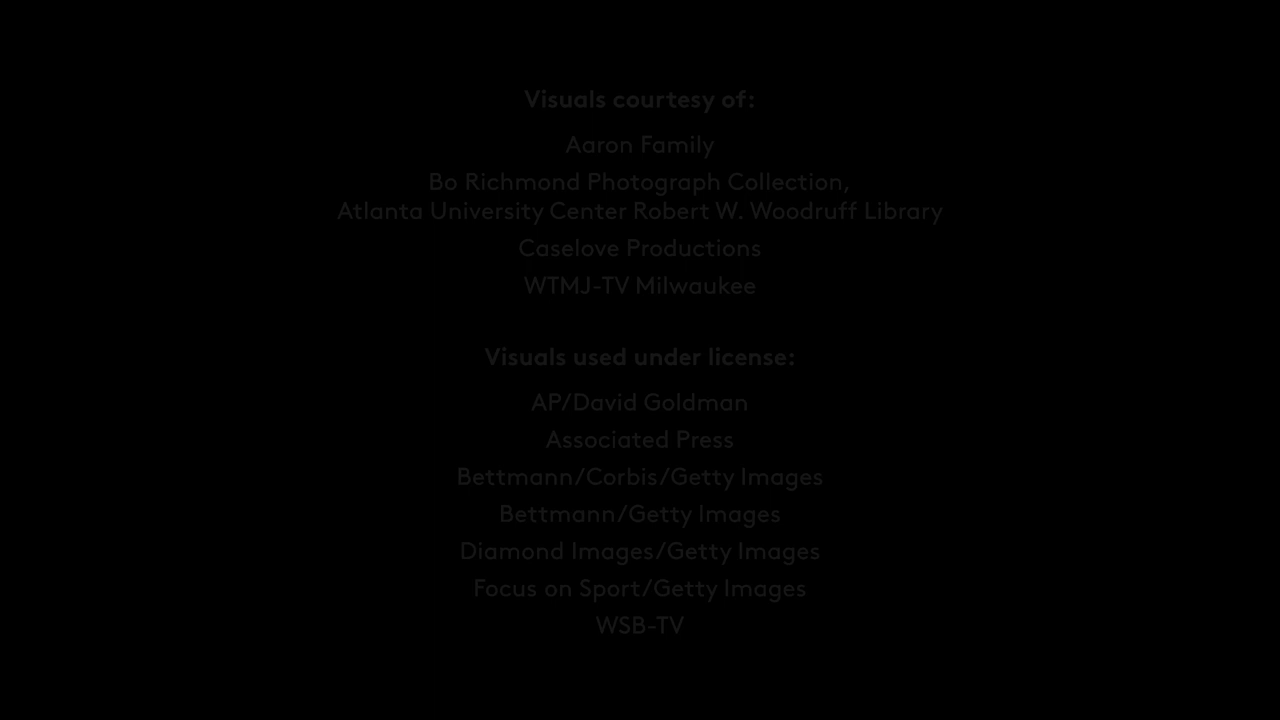 Visuals courtesy of:
Aaron Family
Bo Richmond Photograph Collection,
Atlanta University Center Robert W. Woodruff Library
Caselove Productions
WTMJ-TV Milwaukee
Visuals used under license:
AP/David Goldman
Associated Press
Bettmann/Corbis/Getty Images
Bettmann/Getty Images
Diamond Images/Getty Images
Focus on Sport/Getty Images
WSB-TV